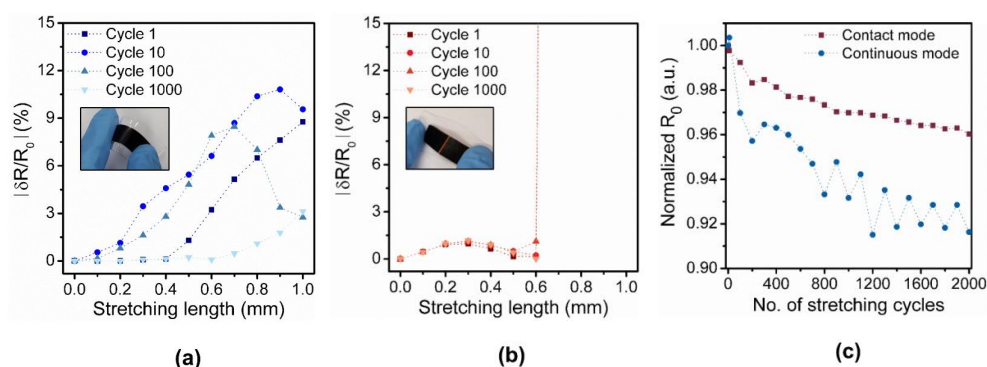 15
12
9
6
3
0
|δR/R₀| (%)
Cycle 1
Cycle 10
Cycle 100
Cycle 1000
0.0 0.2 0.4 0.6 0.8 1.0
Stretching length (mm)
(a)
15
12
9
6
3
0
|δR/R₀| (%)
Cycle 1
Cycle 10
Cycle 100
Cycle 1000
0.0 0.2 0.4 0.6 0.8 1.0
Stretching length (mm)
(b)
1.00
0.98
0.96
0.94
0.92
0.90
Normalized R₀ (a.u.)
Contact mode
Continuous mode
0 400 800 1200 1600 2000
No. of stretching cycles
(c)